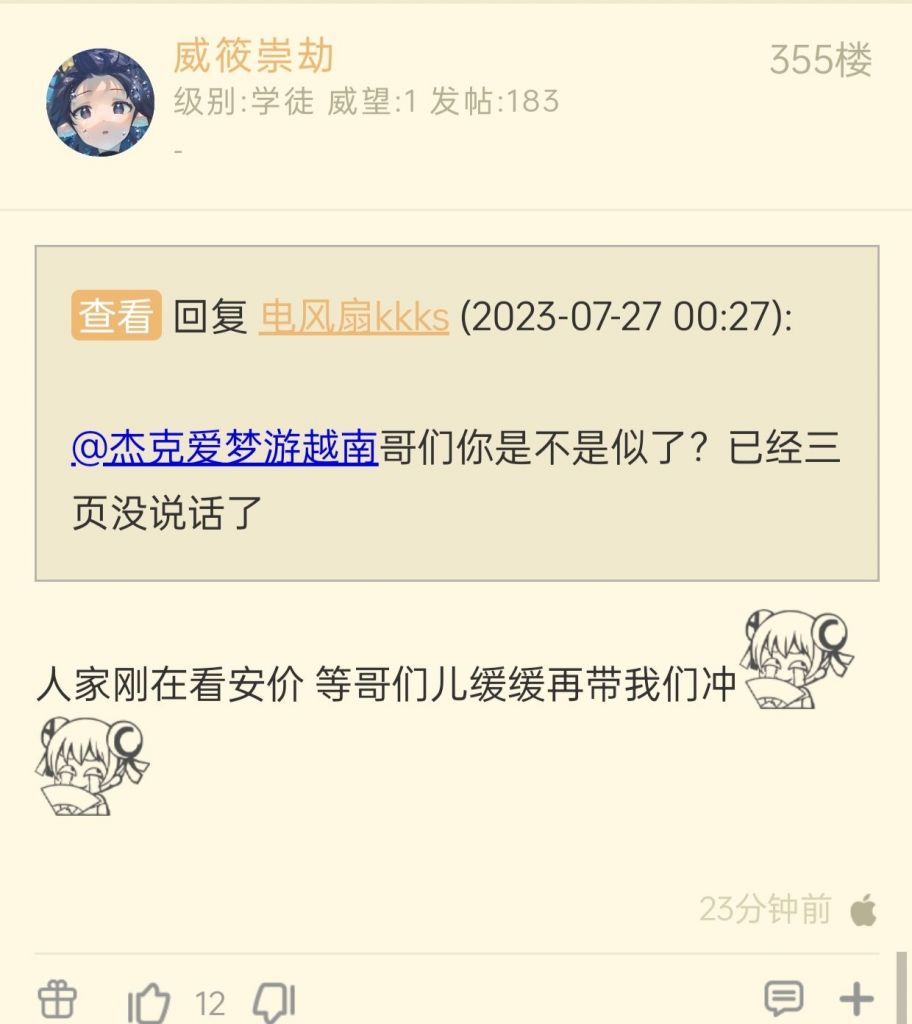 威筱崇劫
355楼
级别:学徒 威望:1 发帖:183
-
查看 回复 电风扇kkks (2023-07-27 00:27):
@杰克爱梦游越南哥们你是不是似了？已经三
页没说话了
人家刚在看安价 等哥们儿缓缓再带我们冲
23分钟前
12